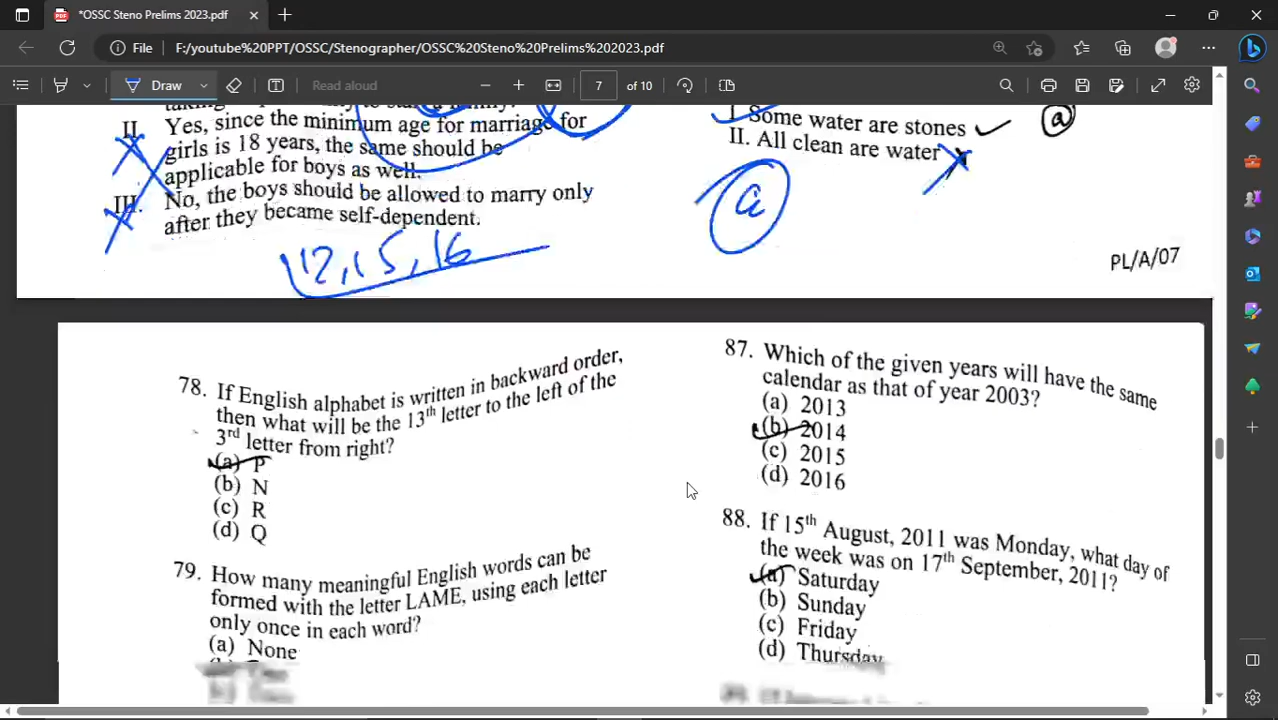 *OSSC Steno Prelims 2023.pdf
File
F:/youtube%20PPT/OSSC/Stenographer/OSSC%20Steno%20Prelims%202023.pdf
Draw
Read aloud
7
of 10
II. Yes, since the minimum age for marriage for
girls is 18 years, the same should be
applicable for boys as well.
III. No, the boys should be allowed to marry only
after they became self-dependent.
12, 15, 16
I. Some water are stones
II. All clean are water
a
a
PL/A/07
78. If English alphabet is written in backward order,
then what will be the 13th letter to the left of the
3rd letter from right?
(a) P
(b) N
(c) R
(d) Q
79. How many meaningful English words can be
formed with the letter LAME, using each letter
only once in each word?
(a) None
87. Which of the given years will have the same
calendar as that of year 2003?
(a) 2013
(b) 2014
(c) 2015
(d) 2016
88. If 15th August, 2011 was Monday, what day of
the week was on 17th September, 2011?
(a) Saturday
(b) Sunday
(c) Friday
(d) Thursday